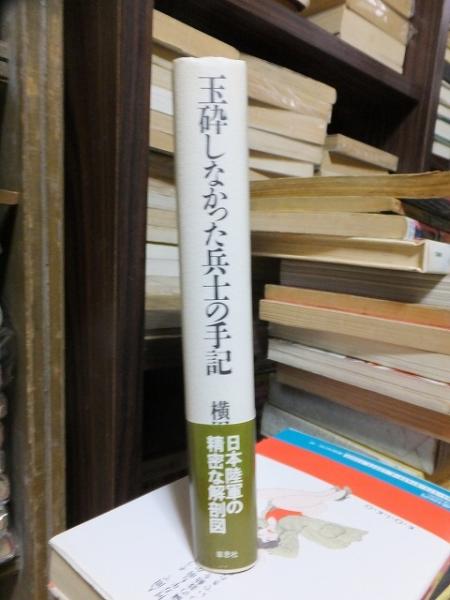 玉砕しなかった兵士の手記
横
日本陸軍の
精密な解剖図
草思社